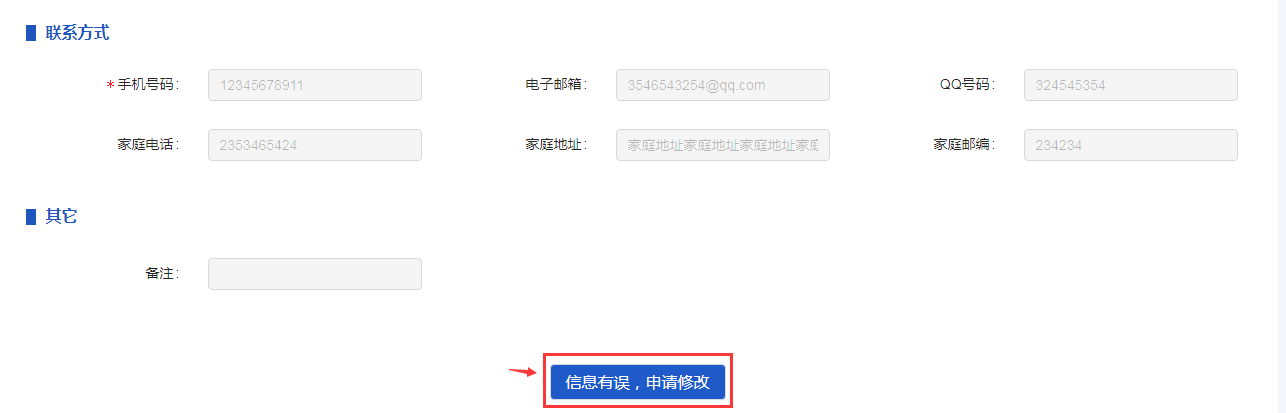 联系方式
*手机号码： 12345678911 电子邮箱： 3546543254@qq.com QQ号码： 324545354
家庭电话： 2353465424 家庭地址： 家庭地址家庭地址家庭地址家庭 家庭邮编： 234234
其它
备注：
信息有误，申请修改